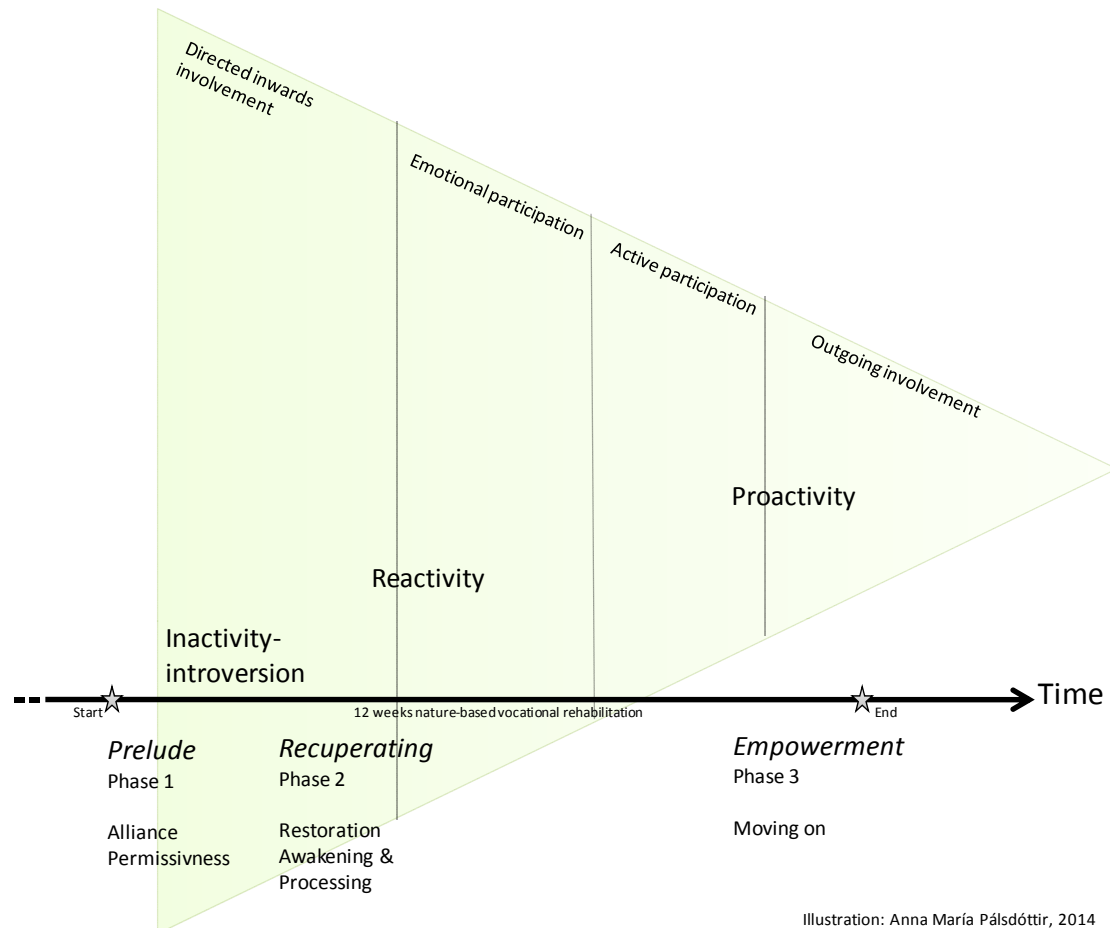 Directed inwards
involvement
Emotional participation
Active participation
Outgoing involvement
Proactivity
Reactivity
Inactivity-
introversion
Time
Start
12 weeks nature-based vocational rehabilitation
End
Prelude
Phase 1
Alliance
Permissivness
Recuperating
Phase 2
Restoration
Awakening &
Processing
Empowerment
Phase 3
Moving on
Illustration: Anna María Pálsdóttir, 2014